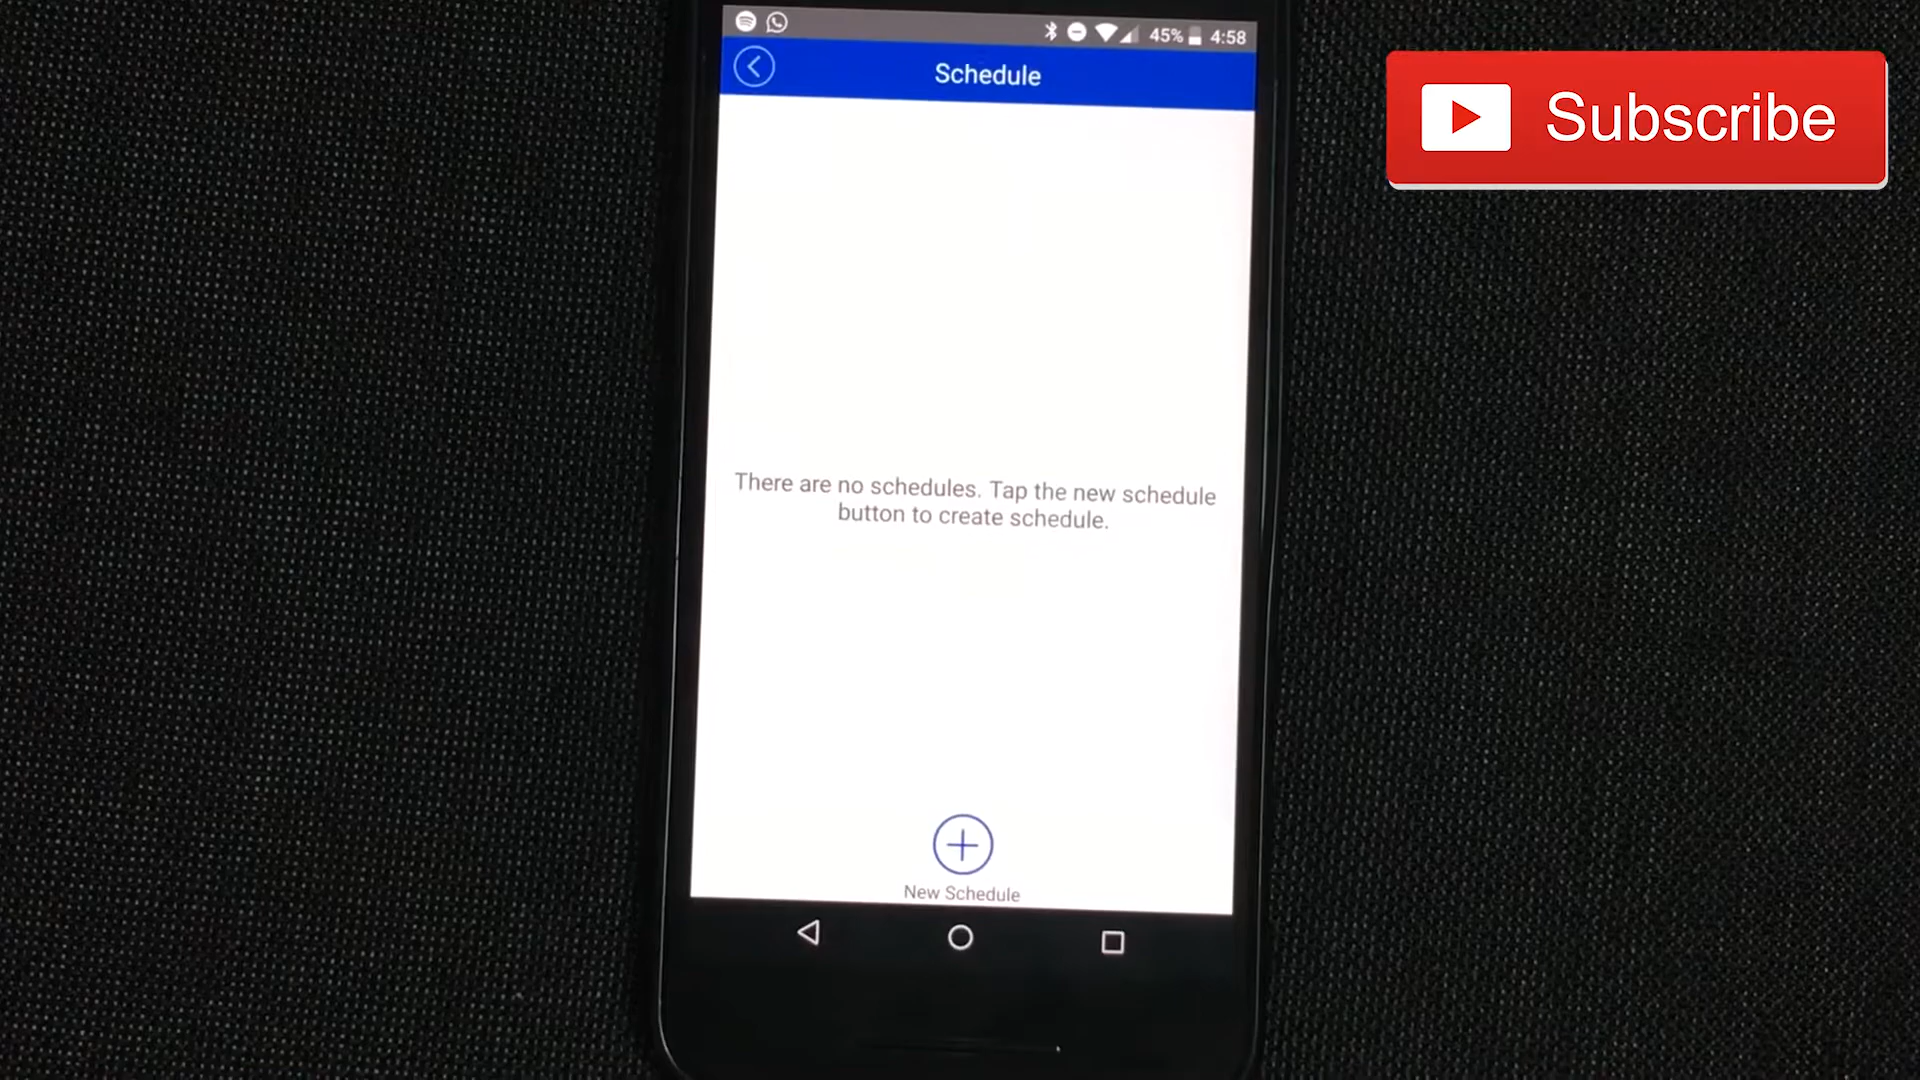 45% 4:58
Schedule
Subscribe
There are no schedules. Tap the new schedule
button to create schedule.
New Schedule